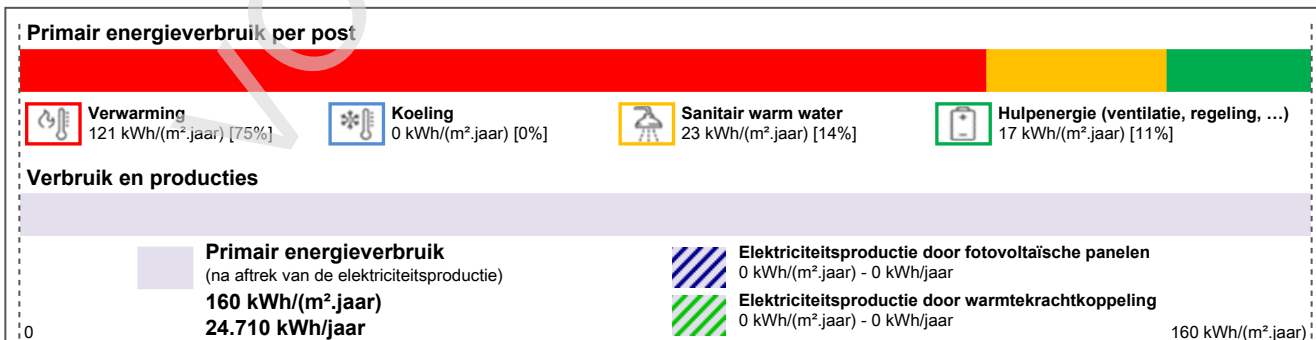 Primair energieverbruik per post
Verwarming
121 kWh/(m².jaar) [75%]
Koeling
0 kWh/(m².jaar) [0%]
Sanitair warm water
23 kWh/(m².jaar) [14%]
Hulpenergie (ventilatie, regeling, …)
17 kWh/(m².jaar) [11%]
Verbruik en producties
Primair energieverbruik
(na aftrek van de elektriciteitsproductie)
160 kWh/(m².jaar)
24.710 kWh/jaar
Elektriciteitsproductie door fotovoltaïsche panelen
0 kWh/(m².jaar) - 0 kWh/jaar
Elektriciteitsproductie door warmtekrachtkoppeling
0 kWh/(m².jaar) - 0 kWh/jaar
0
160 kWh/(m².jaar)